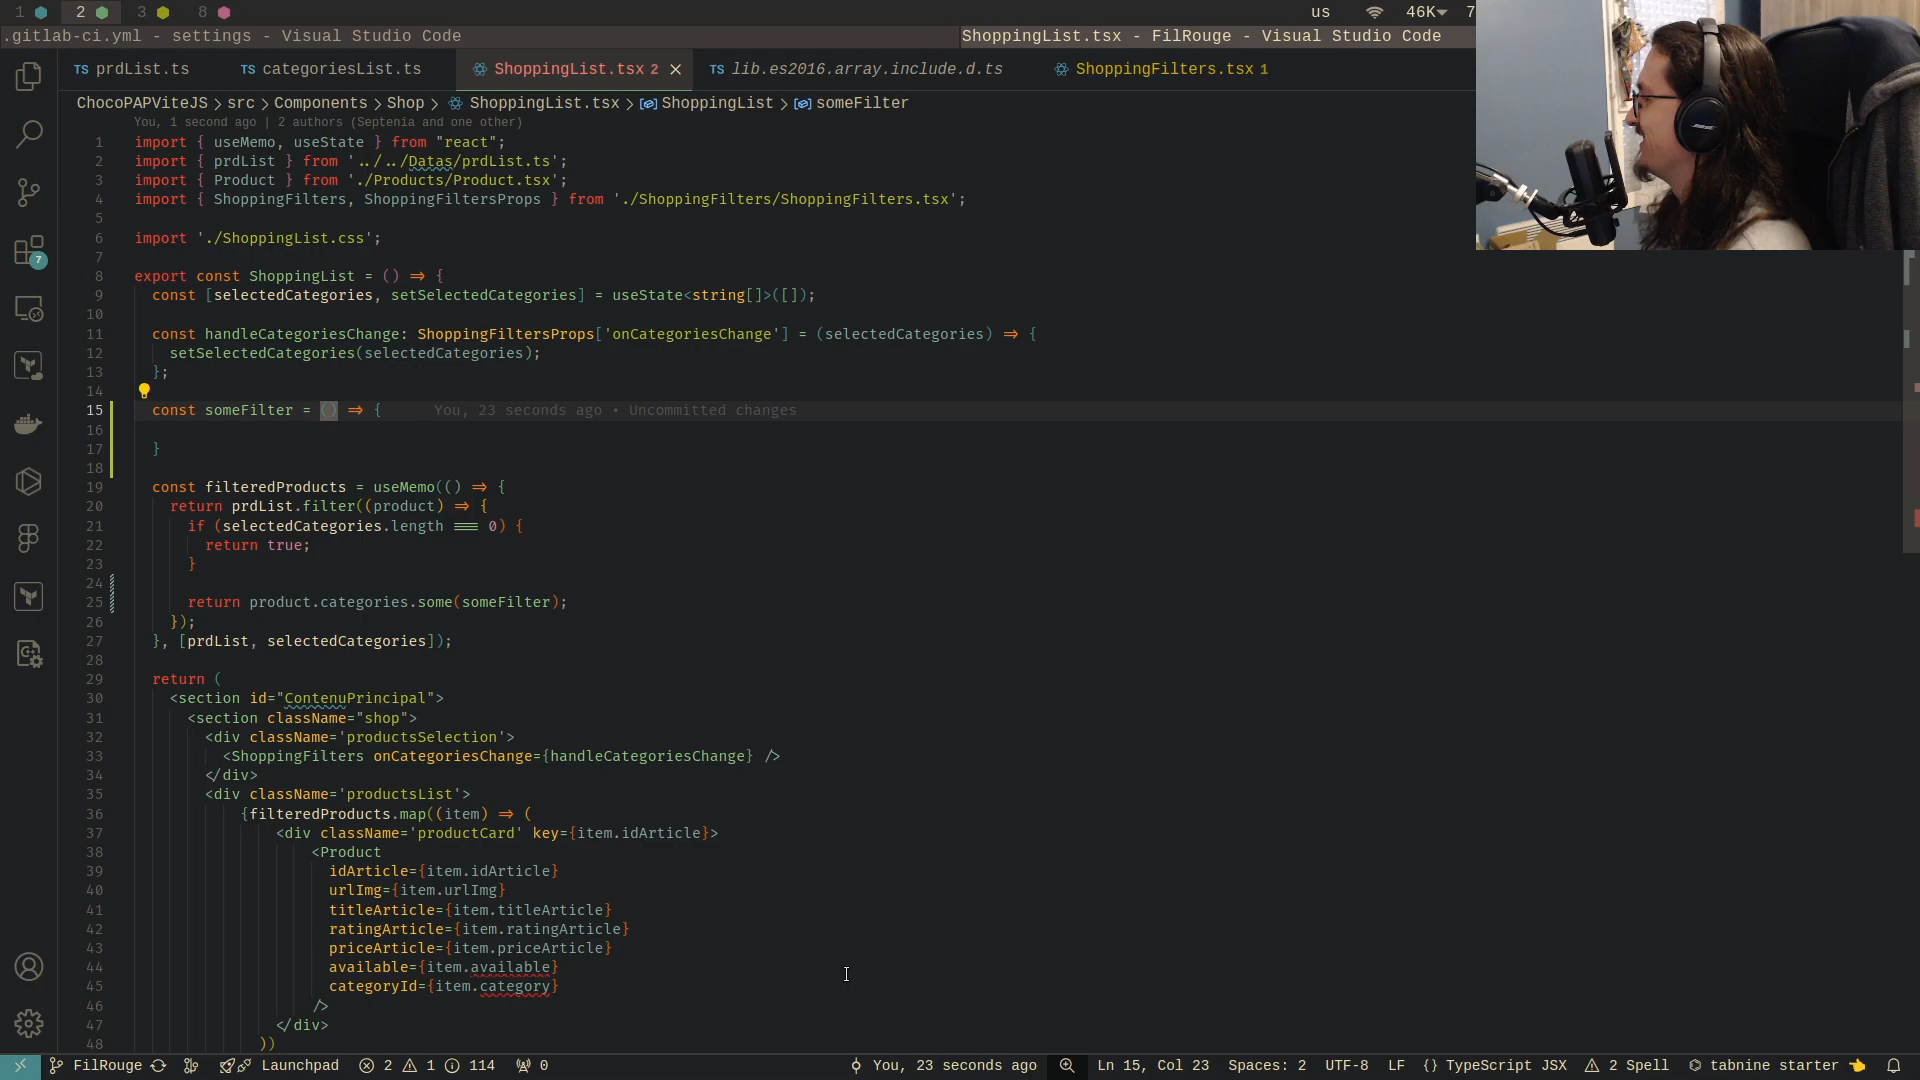 1 2 3 8 us 46K 7
.gitlab-ci.yml - settings - Visual Studio Code
ShoppingList.tsx - FilRouge - Visual Studio Code
TS prdList.ts
TS categoriesList.ts
ShoppingList.tsx 2
TS lib.es2016.array.include.d.ts
ShoppingFilters.tsx 1
ChocoPAPViteJS > src > Components > Shop > ShoppingList.tsx > ShoppingList > someFilter
You, 1 second ago | 2 authors (Septenia and one other)
1 import { useMemo, useState } from "react";
2 import { prdList } from '../../Datas/prdList.ts';
3 import { Product } from './Products/Product.tsx';
4 import { ShoppingFilters, ShoppingFiltersProps } from './ShoppingFilters/ShoppingFilters.tsx';
5
6 import './ShoppingList.css';
7
8 export const ShoppingList = () => {
9 const [selectedCategories, setSelectedCategories] = useState<string[]>([]);
10
11 const handleCategoriesChange: ShoppingFiltersProps['onCategoriesChange'] = (selectedCategories) => {
12 setSelectedCategories(selectedCategories);
13 };
14
15 const someFilter = () => { You, 23 seconds ago • Uncommitted changes
16
17 }
18
19 const filteredProducts = useMemo(() => {
20 return prdList.filter((product) => {
21 if (selectedCategories.length === 0) {
22 return true;
23 }
24
25 return product.categories.some(someFilter);
26 });
27 }, [prdList, selectedCategories]);
28
29 return (
30 <section id="ContenuPrincipal">
31 <section className="shop">
32 <div className='productsSelection'>
33 <ShoppingFilters onCategoriesChange={handleCategoriesChange} />
34 </div>
35 <div className='productsList'>
36 {filteredProducts.map((item) => (
37 <div className='productCard' key={item.idArticle}>
38 <Product
39 idArticle={item.idArticle}
40 urlImg={item.urlImg}
41 titleArticle={item.titleArticle}
42 ratingArticle={item.ratingArticle}
43 priceArticle={item.priceArticle}
44 available={item.available}
45 categoryId={item.category}
46 />
47 </div>
48 ))
7
BOSE
FilRouge Launchpad 2 1 114 0 You, 23 seconds ago Ln 15, Col 23 Spaces: 2 UTF-8 LF {} TypeScript JSX 2 Spell tabnine starter